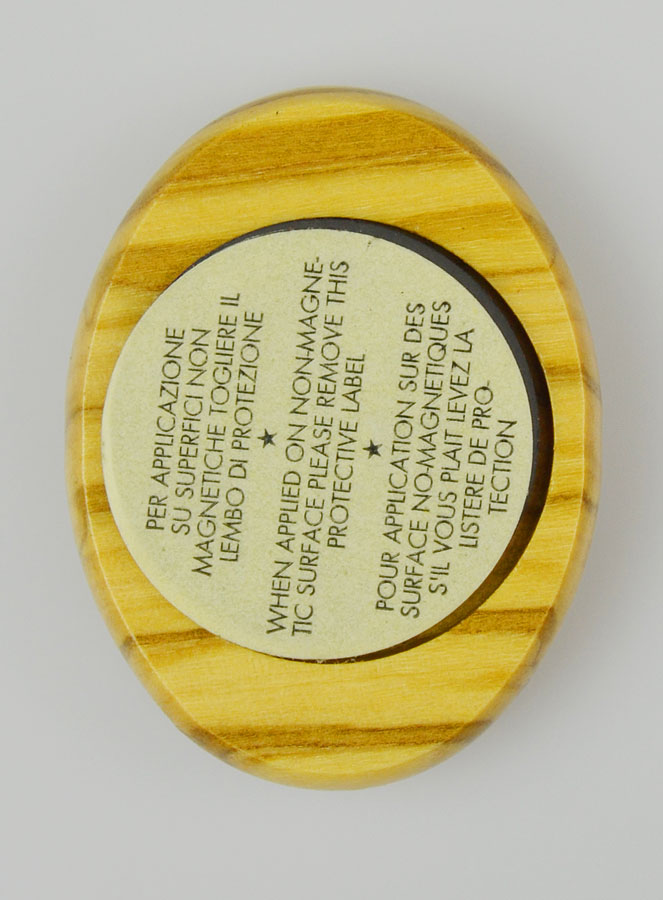 PER APPLICAZIONE
SU SUPERFICI NON
MAGNETICHE TOGLIERE IL
LEMBO DI PROTEZIONE
★
WHEN APPLIED ON NON-MAGNE-
TIC SURFACE PLEASE REMOVE THIS
PROTECTIVE LABEL
★
POUR APPLICATION SUR DES
SURFACE NO-MAGNETIQUES
S'IL VOUS PLAIT LEVEZ LA
LISTERE DE PRO-
TECTION